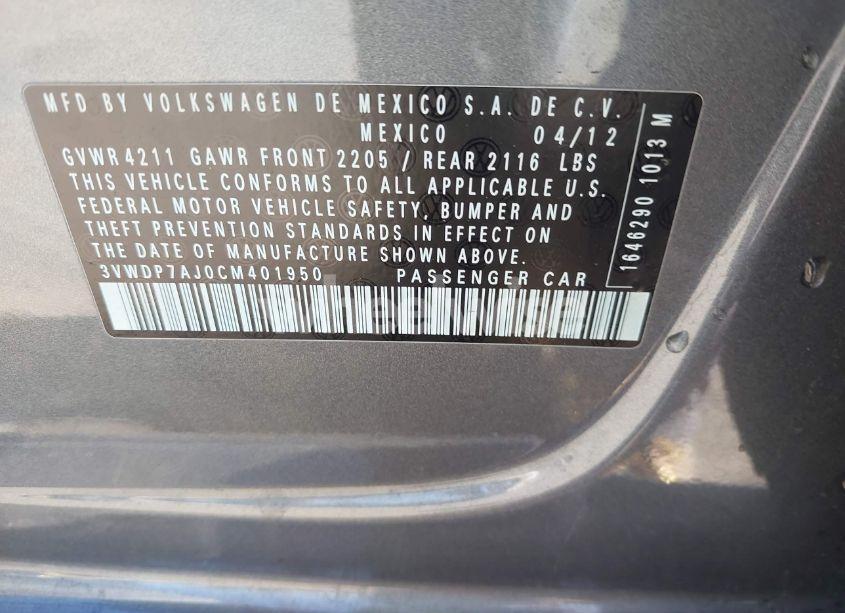 MFD BY VOLKSWAGEN DE MEXICO S.A. DE C.V.
MEXICO 04/12
GVWR 4211 GAWR FRONT 2205 / REAR 2116 LBS
THIS VEHICLE CONFORMS TO ALL APPLICABLE U.S.
FEDERAL MOTOR VEHICLE SAFETY, BUMPER AND
THEFT PREVENTION STANDARDS IN EFFECT ON
THE DATE OF MANUFACTURE SHOWN ABOVE.
3VWDP7AJ0CM401950 PASSENGER CAR
1646290 1013 M